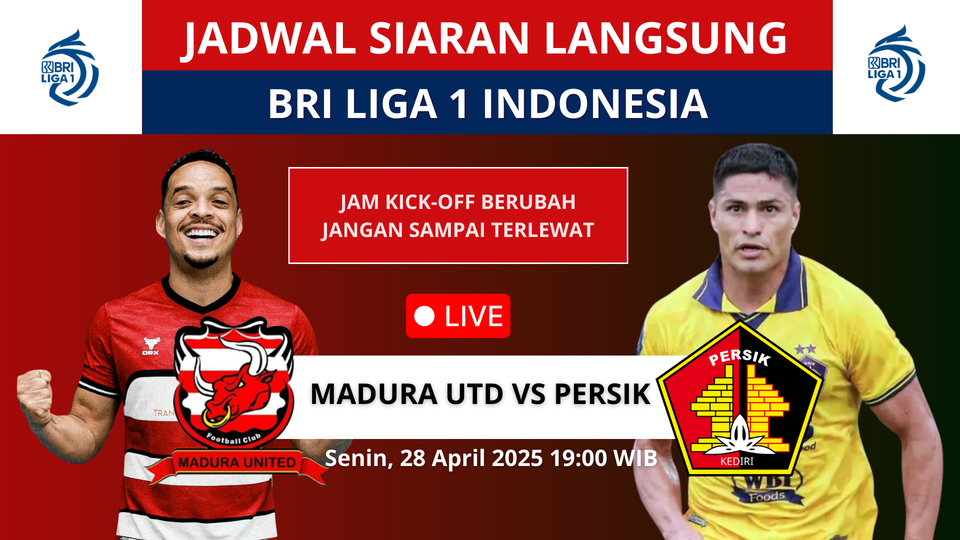 JADWAL SIARAN LANGSUNG
BRI LIGA 1 INDONESIA
BRI
LIGA 1
BRI
LIGA 1
JAM KICK-OFF BERUBAH
JANGAN SAMPAI TERLEWAT
LIVE
DRX
MADURA UTD VS PERSIK
Football Club
MADURA UNITED
PERSIK
KEDIRI
Senin, 28 April 2025 19:00 WIB
Foods